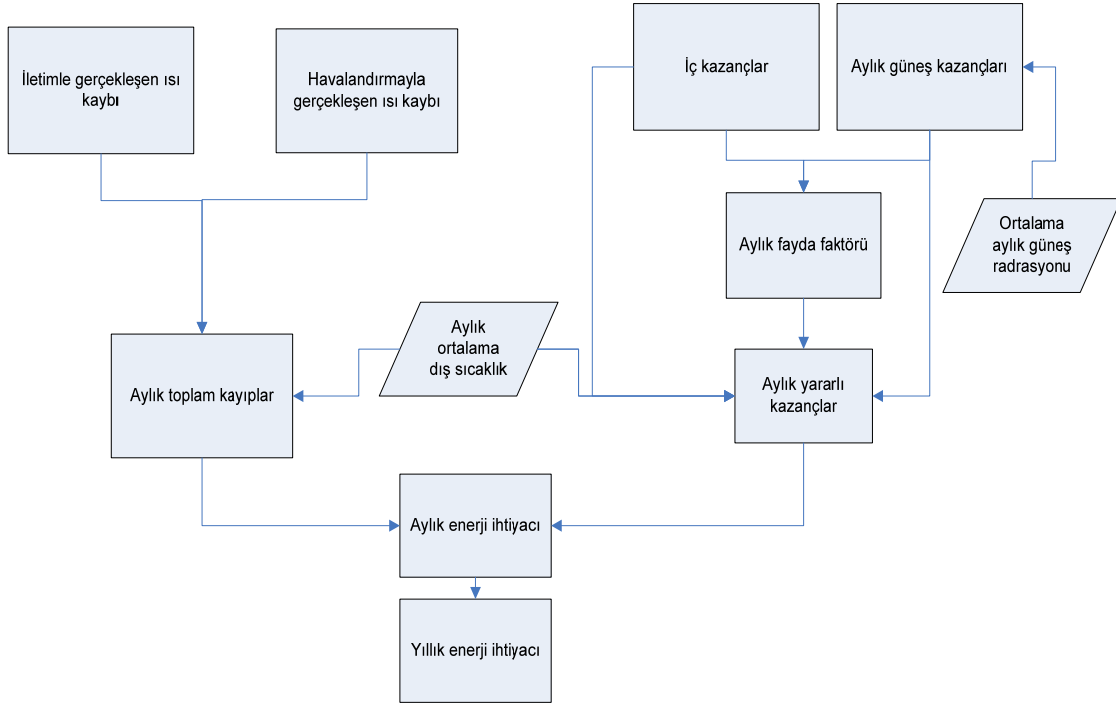 İletimle gerçekleşen ısı
kaybı
Havalandırmayla
gerçekleşen ısı kaybı
İç kazançlar
Aylık güneş kazançları
Ortalama
aylık güneş
radrasyonu
Aylık fayda faktörü
Aylık
ortalama
dış sıcaklık
Aylık toplam kayıplar
Aylık yararlı
kazançlar
Aylık enerji ihtiyacı
Yıllık enerji ihtiyacı